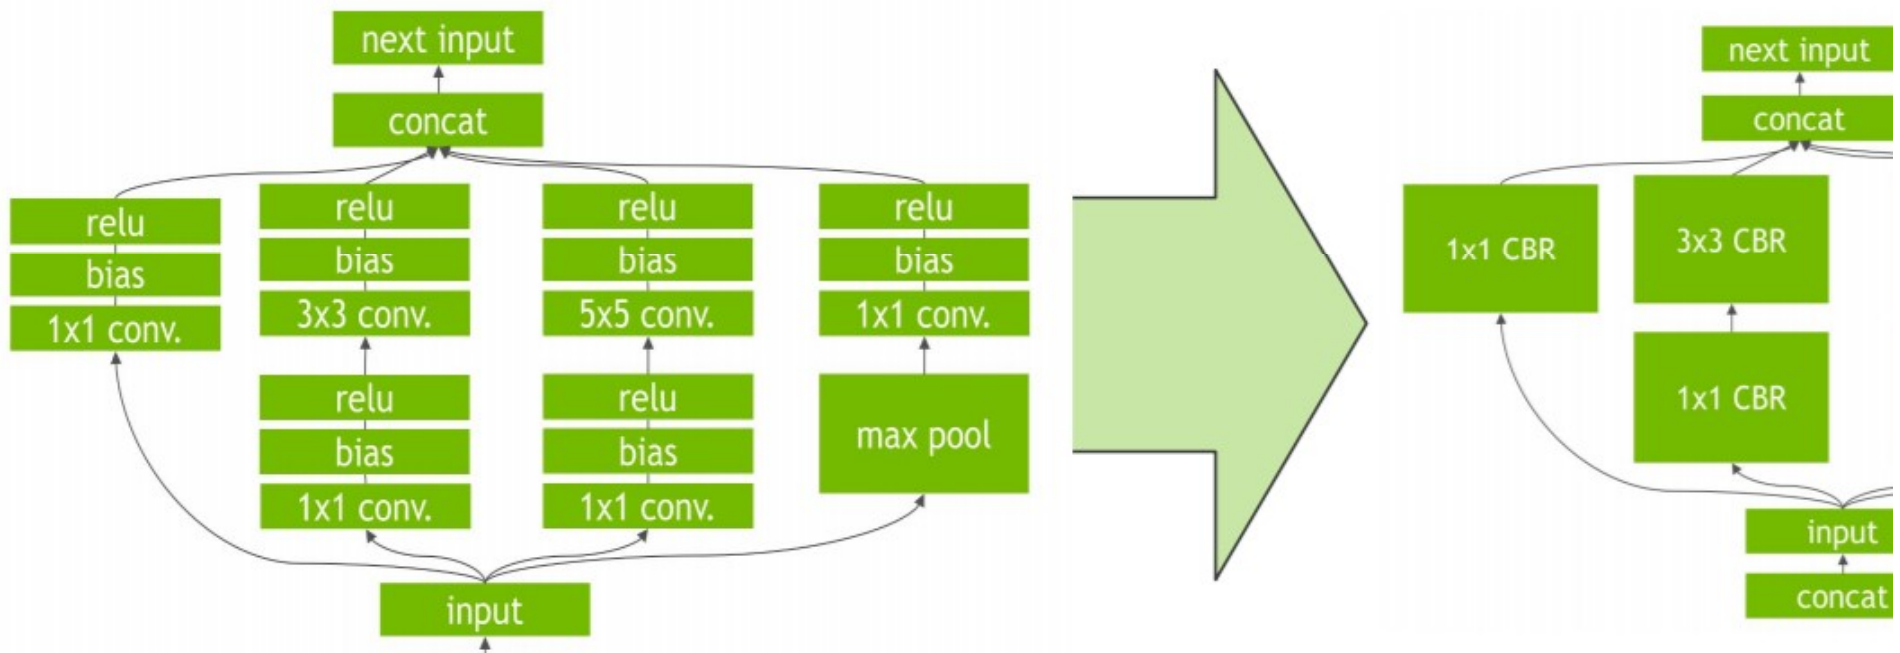 next input
concat
relu
bias
1x1 conv.
relu
bias
3x3 conv.
relu
bias
1x1 conv.
relu
bias
5x5 conv.
relu
bias
1x1 conv.
relu
bias
1x1 conv.
max pool
input
next input
concat
1x1 CBR
3x3 CBR
1x1 CBR
input
concat